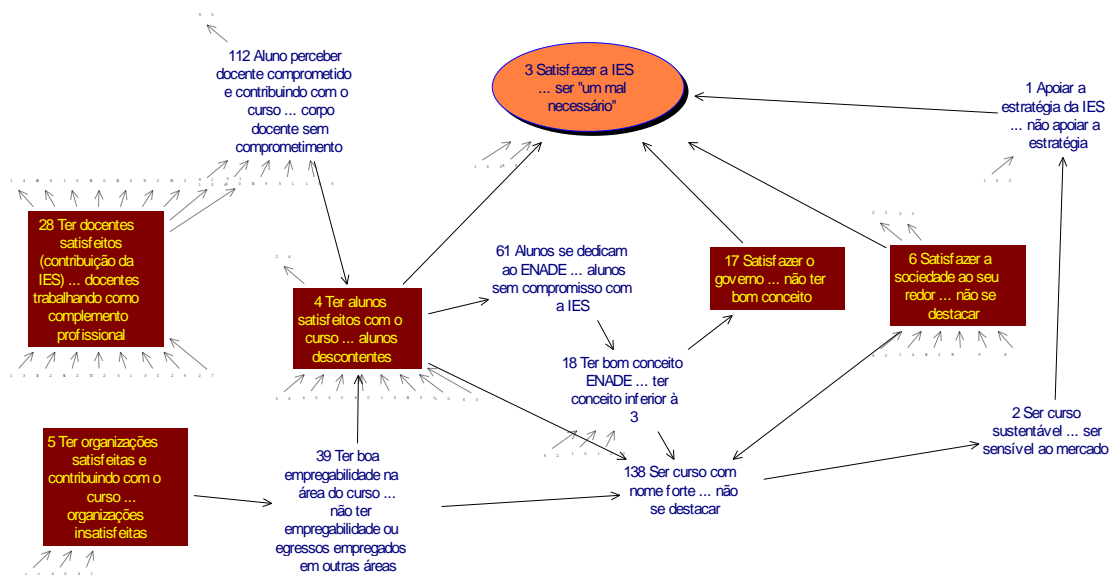 112 Aluno perceber
docente comprometido
e contribuindo com o
curso ... corpo
docente sem
comprometimento
3 Satisfazer a IES
... ser "um mal
necessário"
1 Apoiar a
estratégia da IES
... não apoiar a
estratégia
28 Ter docentes
satisfeitos
(contribuição da
IES) ... docentes
trabalhando como
complemento
profissional
4 Ter alunos
satisfeitos com o
curso ... alunos
descontentes
61 Alunos se dedicam
ao ENADE ... alunos
sem compromisso com
a IES
17 Satisfazer o
governo ... não ter
bom conceito
6 Satisfazer a
sociedade ao seu
redor ... não se
destacar
18 Ter bom conceito
ENADE ... ter
conceito inferior à
3
2 Ser curso
sustentável ... ser
sensível ao mercado
5 Ter organizações
satisfeitas e
contribuindo com o
curso ...
organizações
insatisfeitas
39 Ter boa
empregabilidade na
área do curso ...
não ter
empregabilidade ou
egressos empregados
em outras áreas
138 Ser curso com
nome forte ... não
se destacar